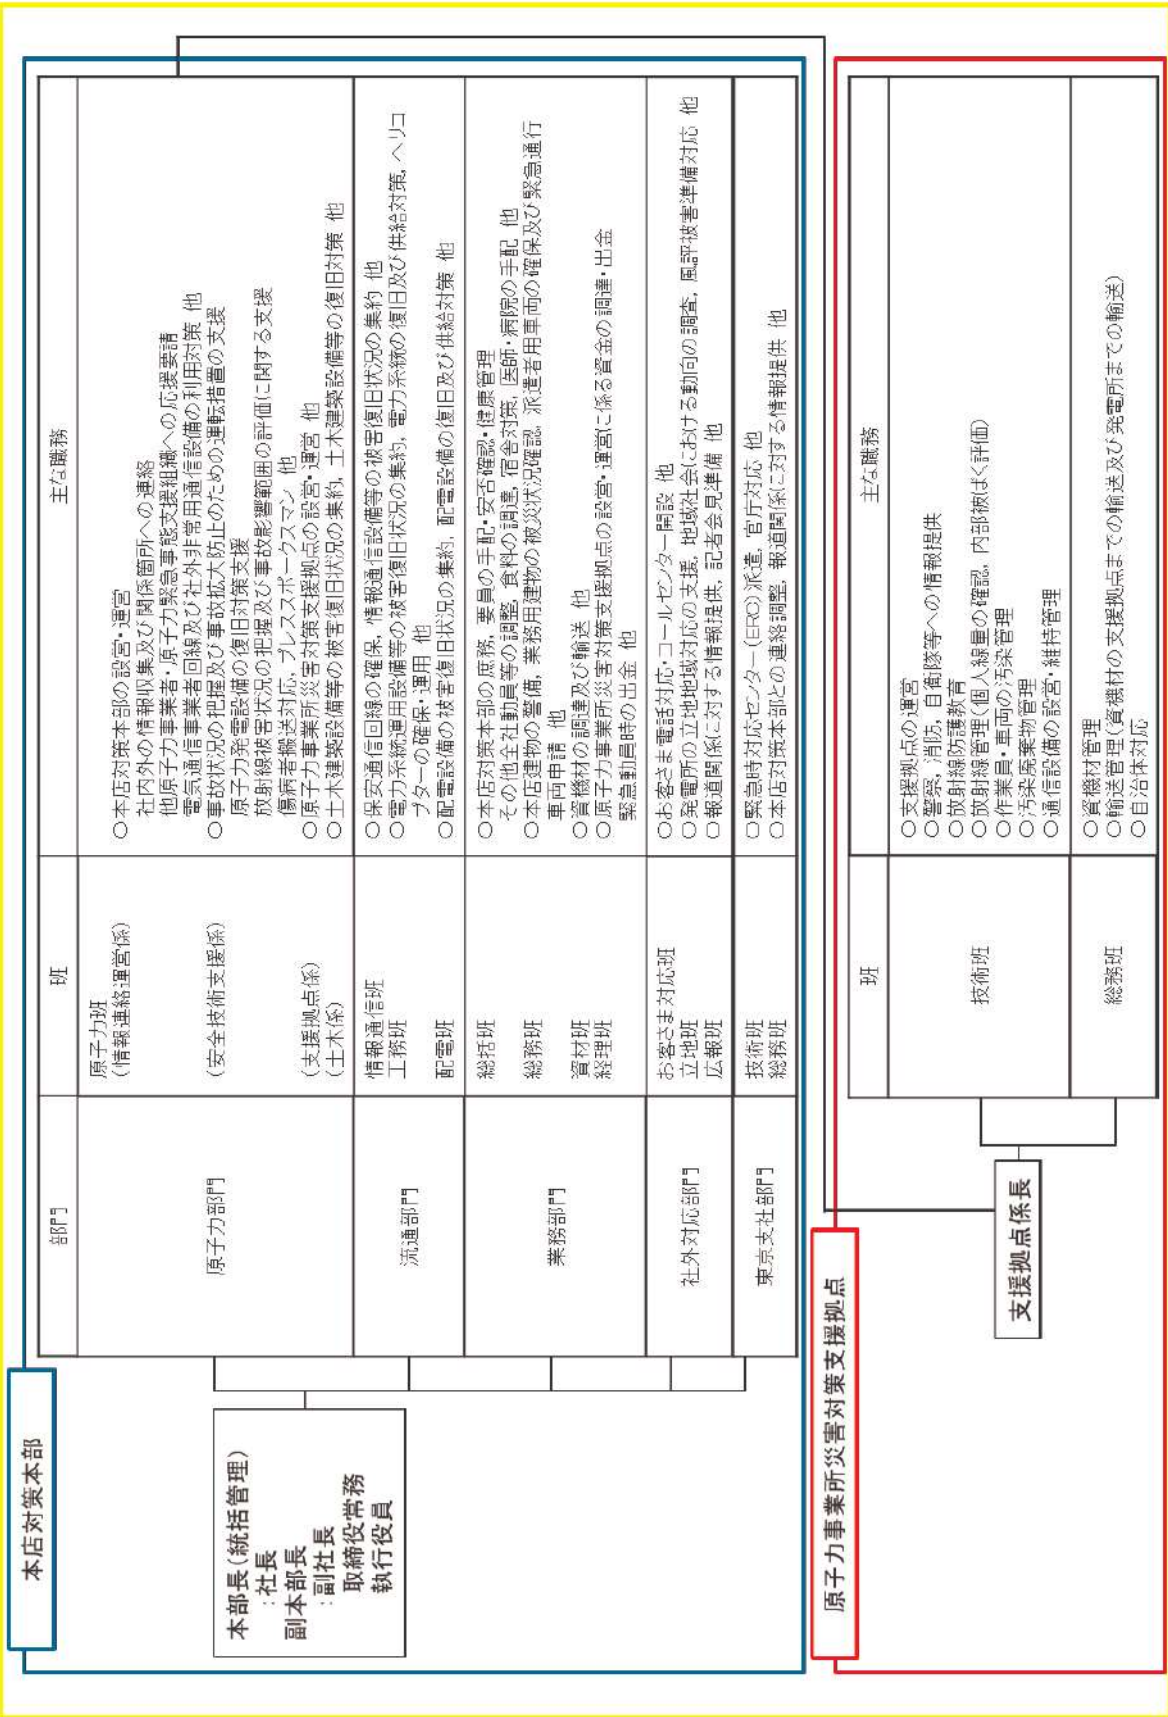 本店対策本部
本部長(統括管理)
:社長
副本部長
:副社長
取締役常務
執行役員
部門
班
主な職務
原子力部門
原子力班
(情報連絡運営係)
○本店対策本部の設営・運営
社内外の情報収集及び関係箇所への連絡
他原子力事業者・原子力緊急事態支援組織への応援要請
電気通信事業者回線及び社外非常用通信設備の利用対策 他
(安全技術支援係)
○事故状況の把握及び事故拡大防止のための運転措置の支援
原子力発電設備の復旧対策支援
放射線被害状況の把握及び事故影響範囲の評価に関する支援
傷病者搬送対応, プレススポークスマン 他
(支援拠点係)
○原子力事業所災害対策支援拠点の設営・運営 他
(土木係)
○土木建築設備等の被害復旧状況の集約, 土木建築設備等の復旧対策 他
流通部門
情報通信班
○保安通信回線の確保, 情報通信設備等の被害復旧状況の集約 他
工務班
○電力系統運用設備等の被害復旧状況の集約, 電力系統の復旧及び供給対策, ヘリコ
プターの確保・運用 他
配電班
○配電設備の被害復旧状況の集約, 配電設備の復旧及び供給対策 他
業務部門
総括班
○本店対策本部の庶務, 要員の手配・安否確認・健康管理
その他全社動員等の調整, 食料の調達, 宿舎対策, 医師・病院の手配 他
総務班
○本店建物の警備, 業務用建物の被災状況確認, 派遣者用車両の確保及び緊急通行
車両申請 他
資材班
○資機材の調達及び輸送 他
経理班
○原子力事業所災害対策支援拠点の設営・運営に係る資金の調達・出金
緊急動員時の出金 他
社外対応部門
お客さま対応班
○お客さま電話対応・コールセンター開設 他
立地班
○発電所の立地地域対応の支援, 地域社会における動向の調査, 風評被害準備対応 他
広報班
○報道関係に対する情報提供, 記者会見準備 他
東京支社部門
技術班
○緊急時対応センター(ERC)派遣, 官庁対応 他
総務班
○本店対策本部との連絡調整, 報道関係に対する情報提供 他
原子力事業所災害対策支援拠点
支援拠点係長
班
主な職務
技術班
○支援拠点の運営
○警察, 消防, 自衛隊等への情報提供
○放射線防護教育
○放射線管理(個人線量の確認, 内部被ばく評価)
○作業員・車両の汚染管理
○汚染廃棄物管理
○通信設備の設営・維持管理
総務班
○資機材管理
○輸送管理(資機材の支援拠点までの輸送及び発電所までの輸送)
○自治体対応